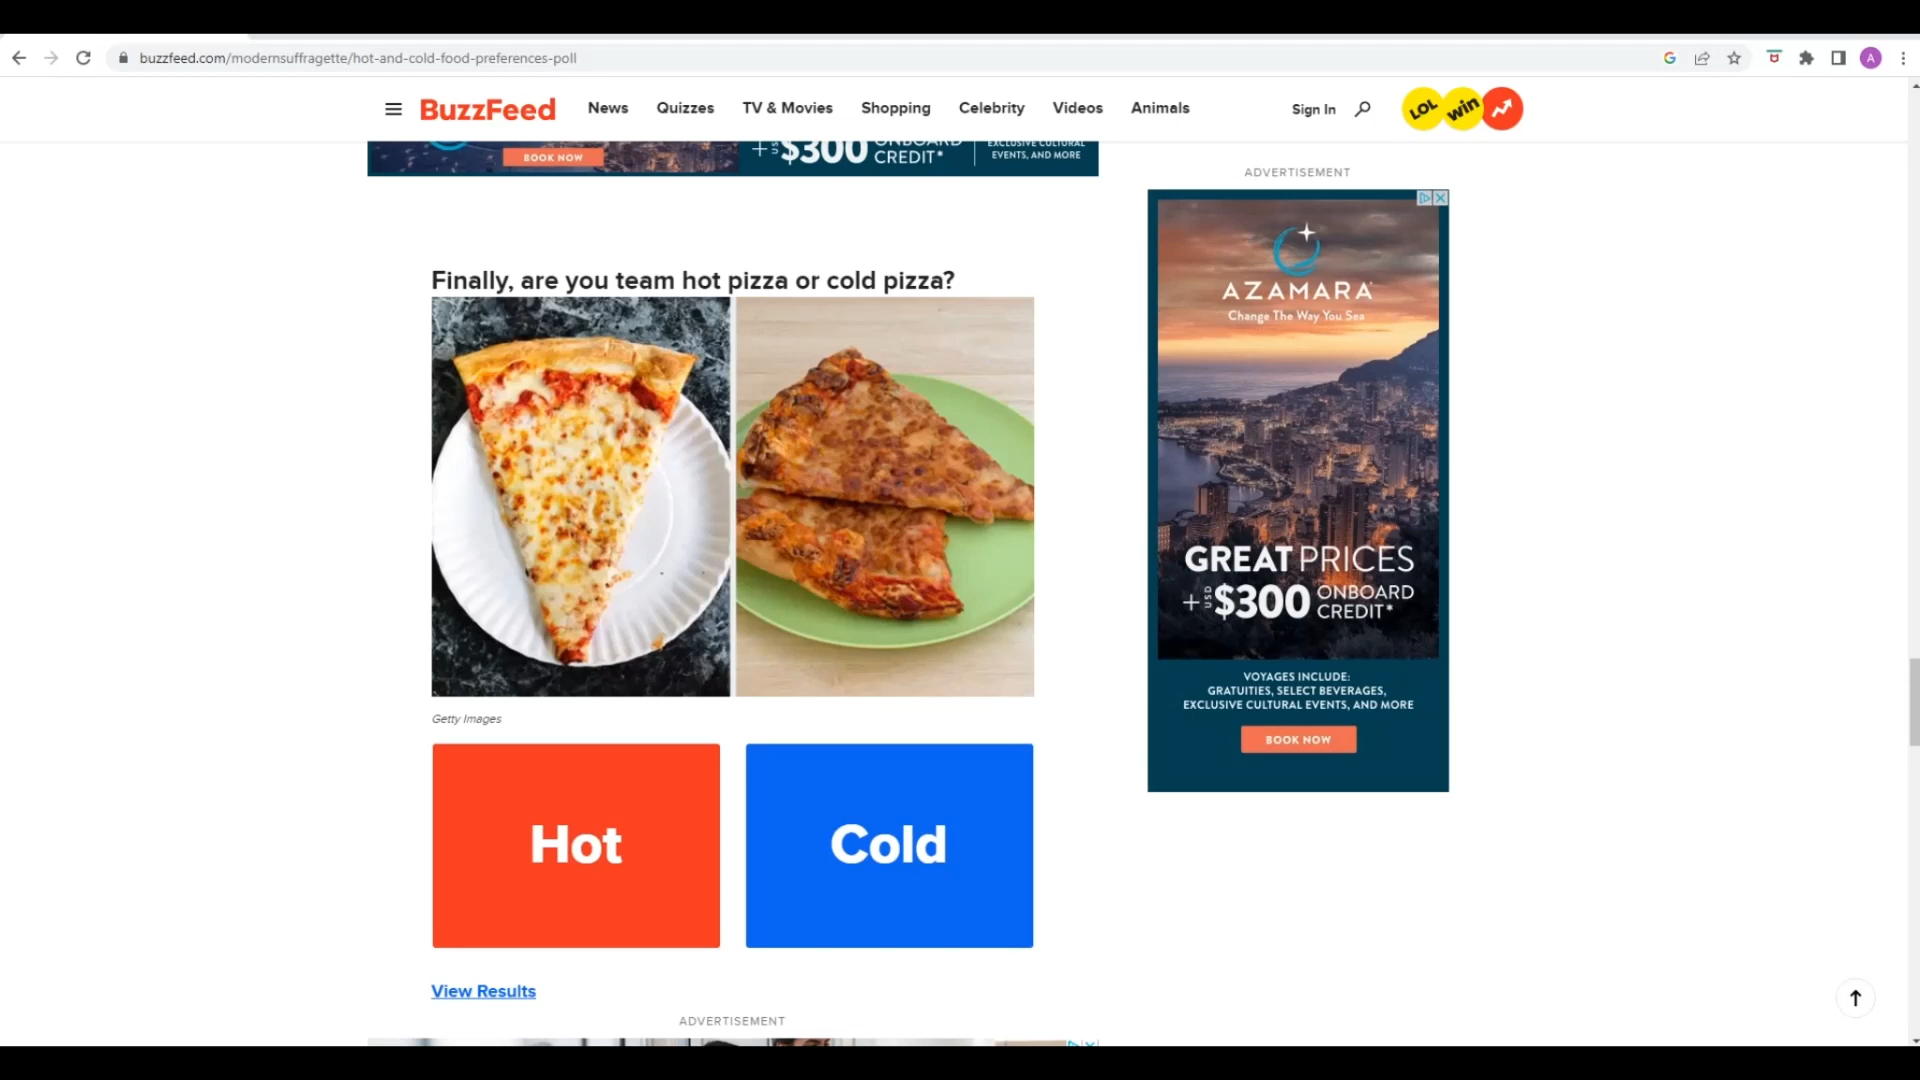 buzzfeed.com/modernsuffragette/hot-and-cold-food-preferences-poll
A
BuzzFeed
News
Quizzes
TV & Movies
Shopping
Celebrity
Videos
Animals
Sign In
LOL
win
BOOK NOW
+
$300
CREDIT*
EXCLUSIVE CULTURAL
EVENTS, AND MORE
Finally, are you team hot pizza or cold pizza?
Getty Images
Hot
Cold
View Results
ADVERTISEMENT
ADVERTISEMENT
AZAMARA
Change The Way You Sea
GREAT PRICES
+ USD $300 ONBOARD
CREDIT*
VOYAGES INCLUDE:
GRATUITIES, SELECT BEVERAGES,
EXCLUSIVE CULTURAL EVENTS, AND MORE
BOOK NOW